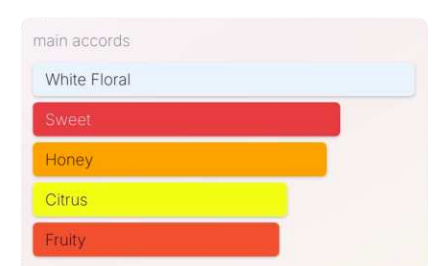 main accords
White Floral
Sweet
Honey
Citrus
Fruity